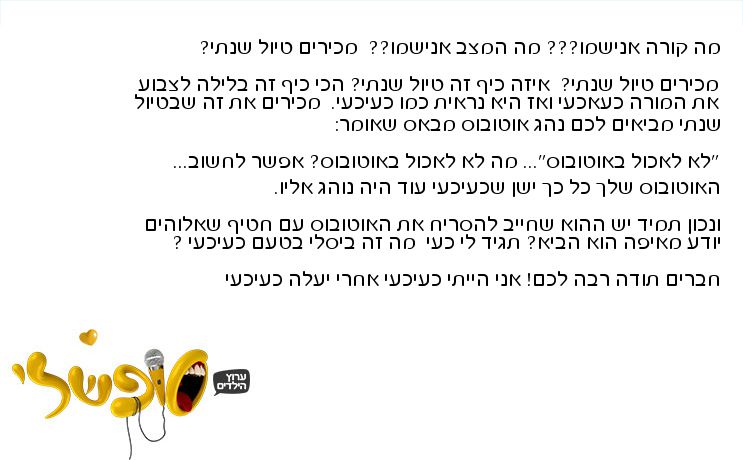 מה קורה אנישמו??? מה המצב אנישמו?? מכירים טיול שנתי?
מכירים טיול שנתי? איזה כיף זה טיול שנתי? הכי כיף זה בלילה לצבוע
את המורה כעאכעי ואז היא נראית כמו כעיכעי. מכירים את זה שבטיול
שנתי מביאים לכם נהג אוטובוס מבאס שאומר:
"לא לאכול באוטובוס"... מה לא לאכול באוטובוס? אפשר לחשוב...
האוטובוס שלך כל כך ישן שכעיכעי עוד היה נוהג אליו.
ונכון תמיד יש ההוא שחייב להסריח את האוטובוס עם חטיף שאלוהים
יודע מאיפה הוא הביא? תגיד לי כעי מה זה ביסלי בטעם כעיכעי ?
חברים תודה רבה לכם! אני הייתי כעיכעי אחרי יעלה כעיכעי
סופשלי
ערוץ
הילדים